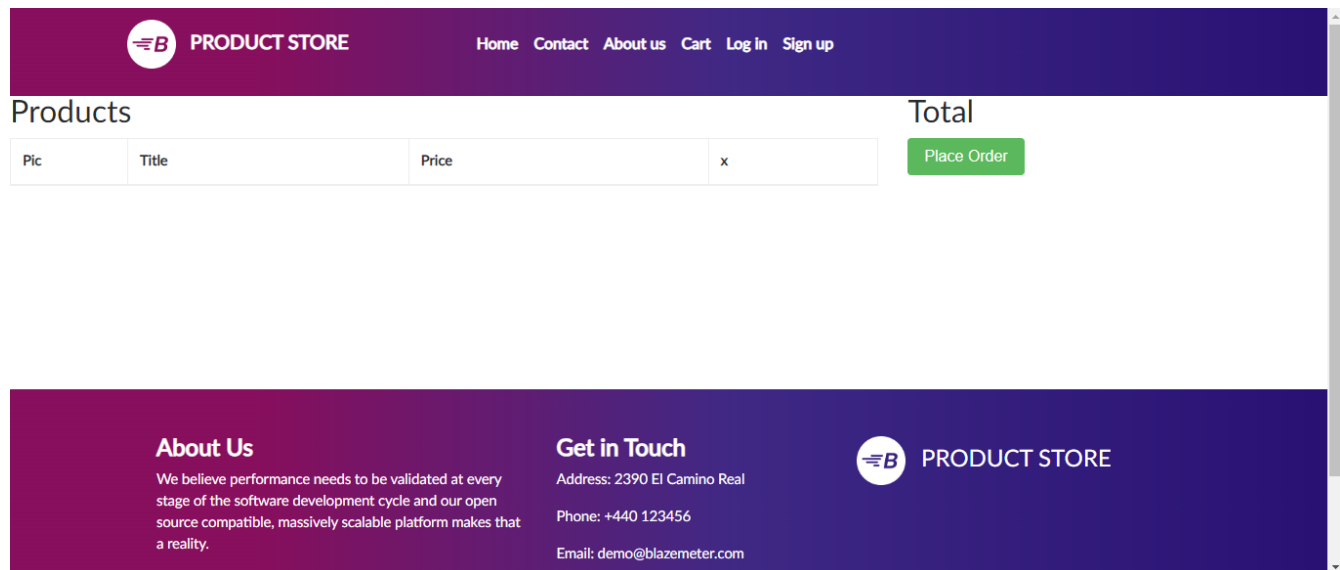 B PRODUCT STORE Home Contact About us Cart Log in Sign up
Products
Total
Pic Title Price x
Place Order
About Us
We believe performance needs to be validated at every
stage of the software development cycle and our open
source compatible, massively scalable platform makes that
a reality.
Get in Touch
Address: 2390 El Camino Real
Phone: +440 123456
Email: demo@blazemeter.com
B PRODUCT STORE